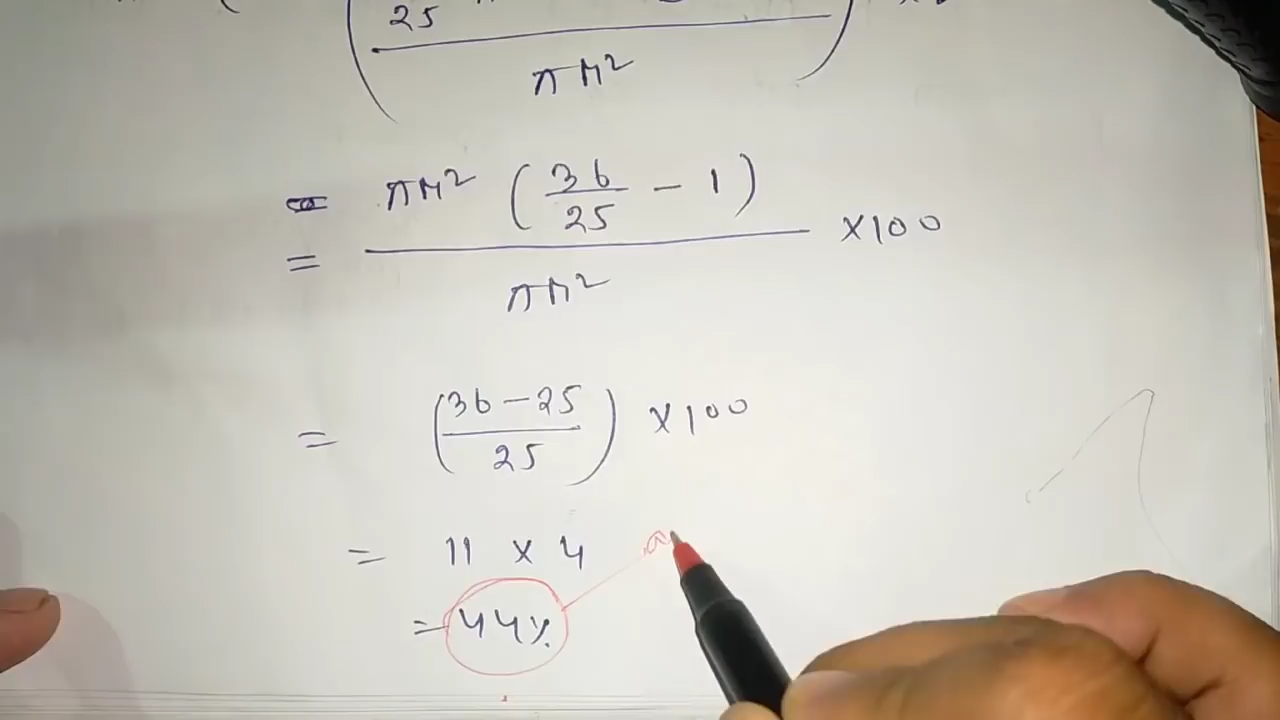 25
πr²
= πr² (36/25 - 1)
= ─── × 100
πr²
= (36-25/25) × 100
= 11 × 4
= 44%